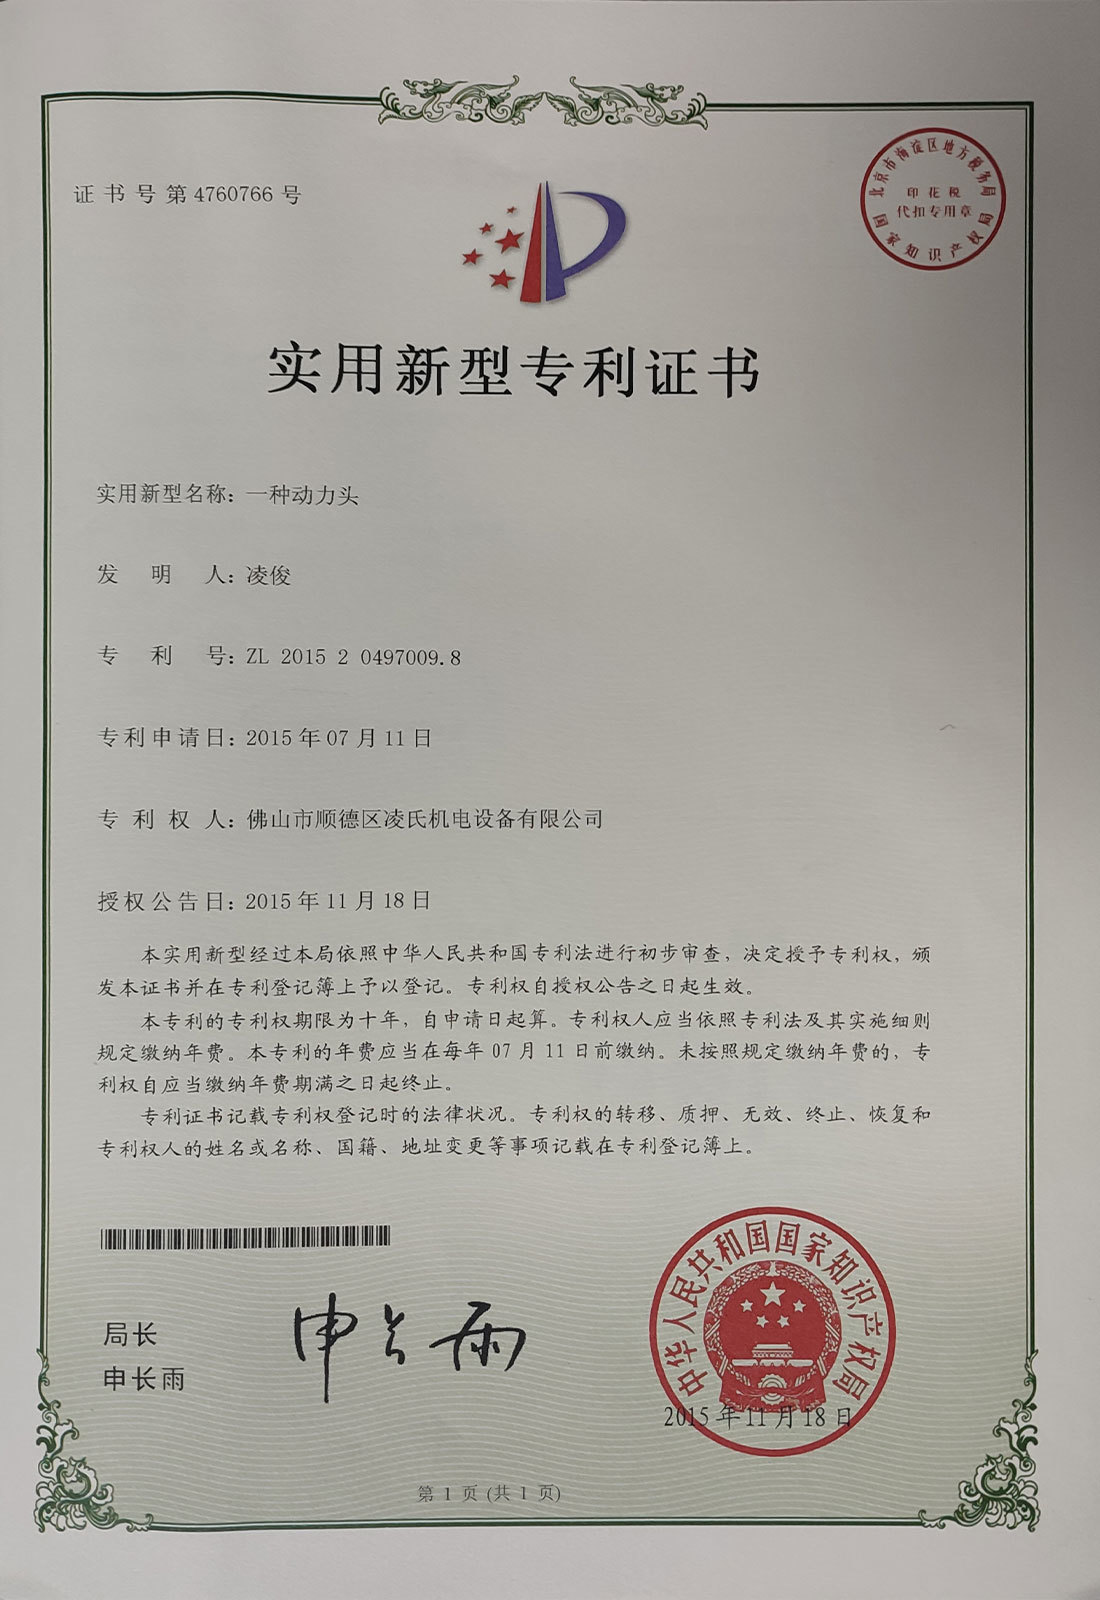 证书号第4760766号
北京市海淀区地方税务局
印花税
代扣专用章
国家知识产权局
实用新型专利证书
实用新型名称：一种动力头
发明人：凌俊
专利号：ZL 2015 2 0497009.8
专利申请日：2015年07月11日
专利权人：佛山市顺德区凌氏机电设备有限公司
授权公告日：2015年11月18日
本实用新型经过本局依照中华人民共和国专利法进行初步审查，决定授予专利权，颁
发本证书并在专利登记簿上予以登记。专利权自授权公告之日起生效。
本专利的专利权期限为十年，自申请日起算。专利权人应当依照专利法及其实施细则
规定缴纳年费。本专利的年费应当在每年07月11日前缴纳。未按照规定缴纳年费的，专
利权自应当缴纳年费期满之日起终止。
专利证书记载专利权登记时的法律状况。专利权的转移、质押、无效、终止、恢复和
专利权人的姓名或名称、国籍、地址变更等事项记载在专利登记簿上。
局长
申长雨
申长雨
中华人民共和国国家知识产权局
2015年11月18日
第1页(共1页)